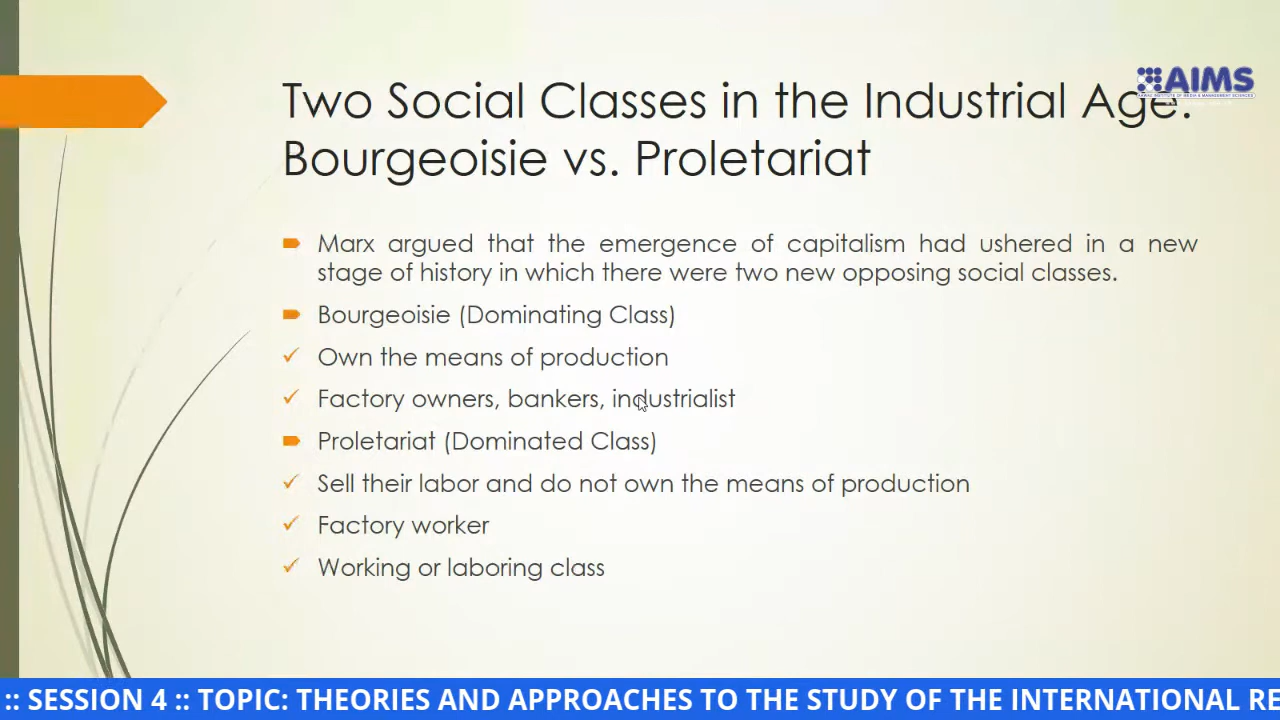 AIMS
Two Social Classes in the Industrial Age:
Bourgeoisie vs. Proletariat
Marx argued that the emergence of capitalism had ushered in a new
stage of history in which there were two new opposing social classes.
Bourgeoisie (Dominating Class)
Own the means of production
Factory owners, bankers, industrialist
Proletariat (Dominated Class)
Sell their labor and do not own the means of production
Factory worker
Working or laboring class
:: SESSION 4 :: TOPIC: THEORIES AND APPROACHES TO THE STUDY OF THE INTERNATIONAL RE